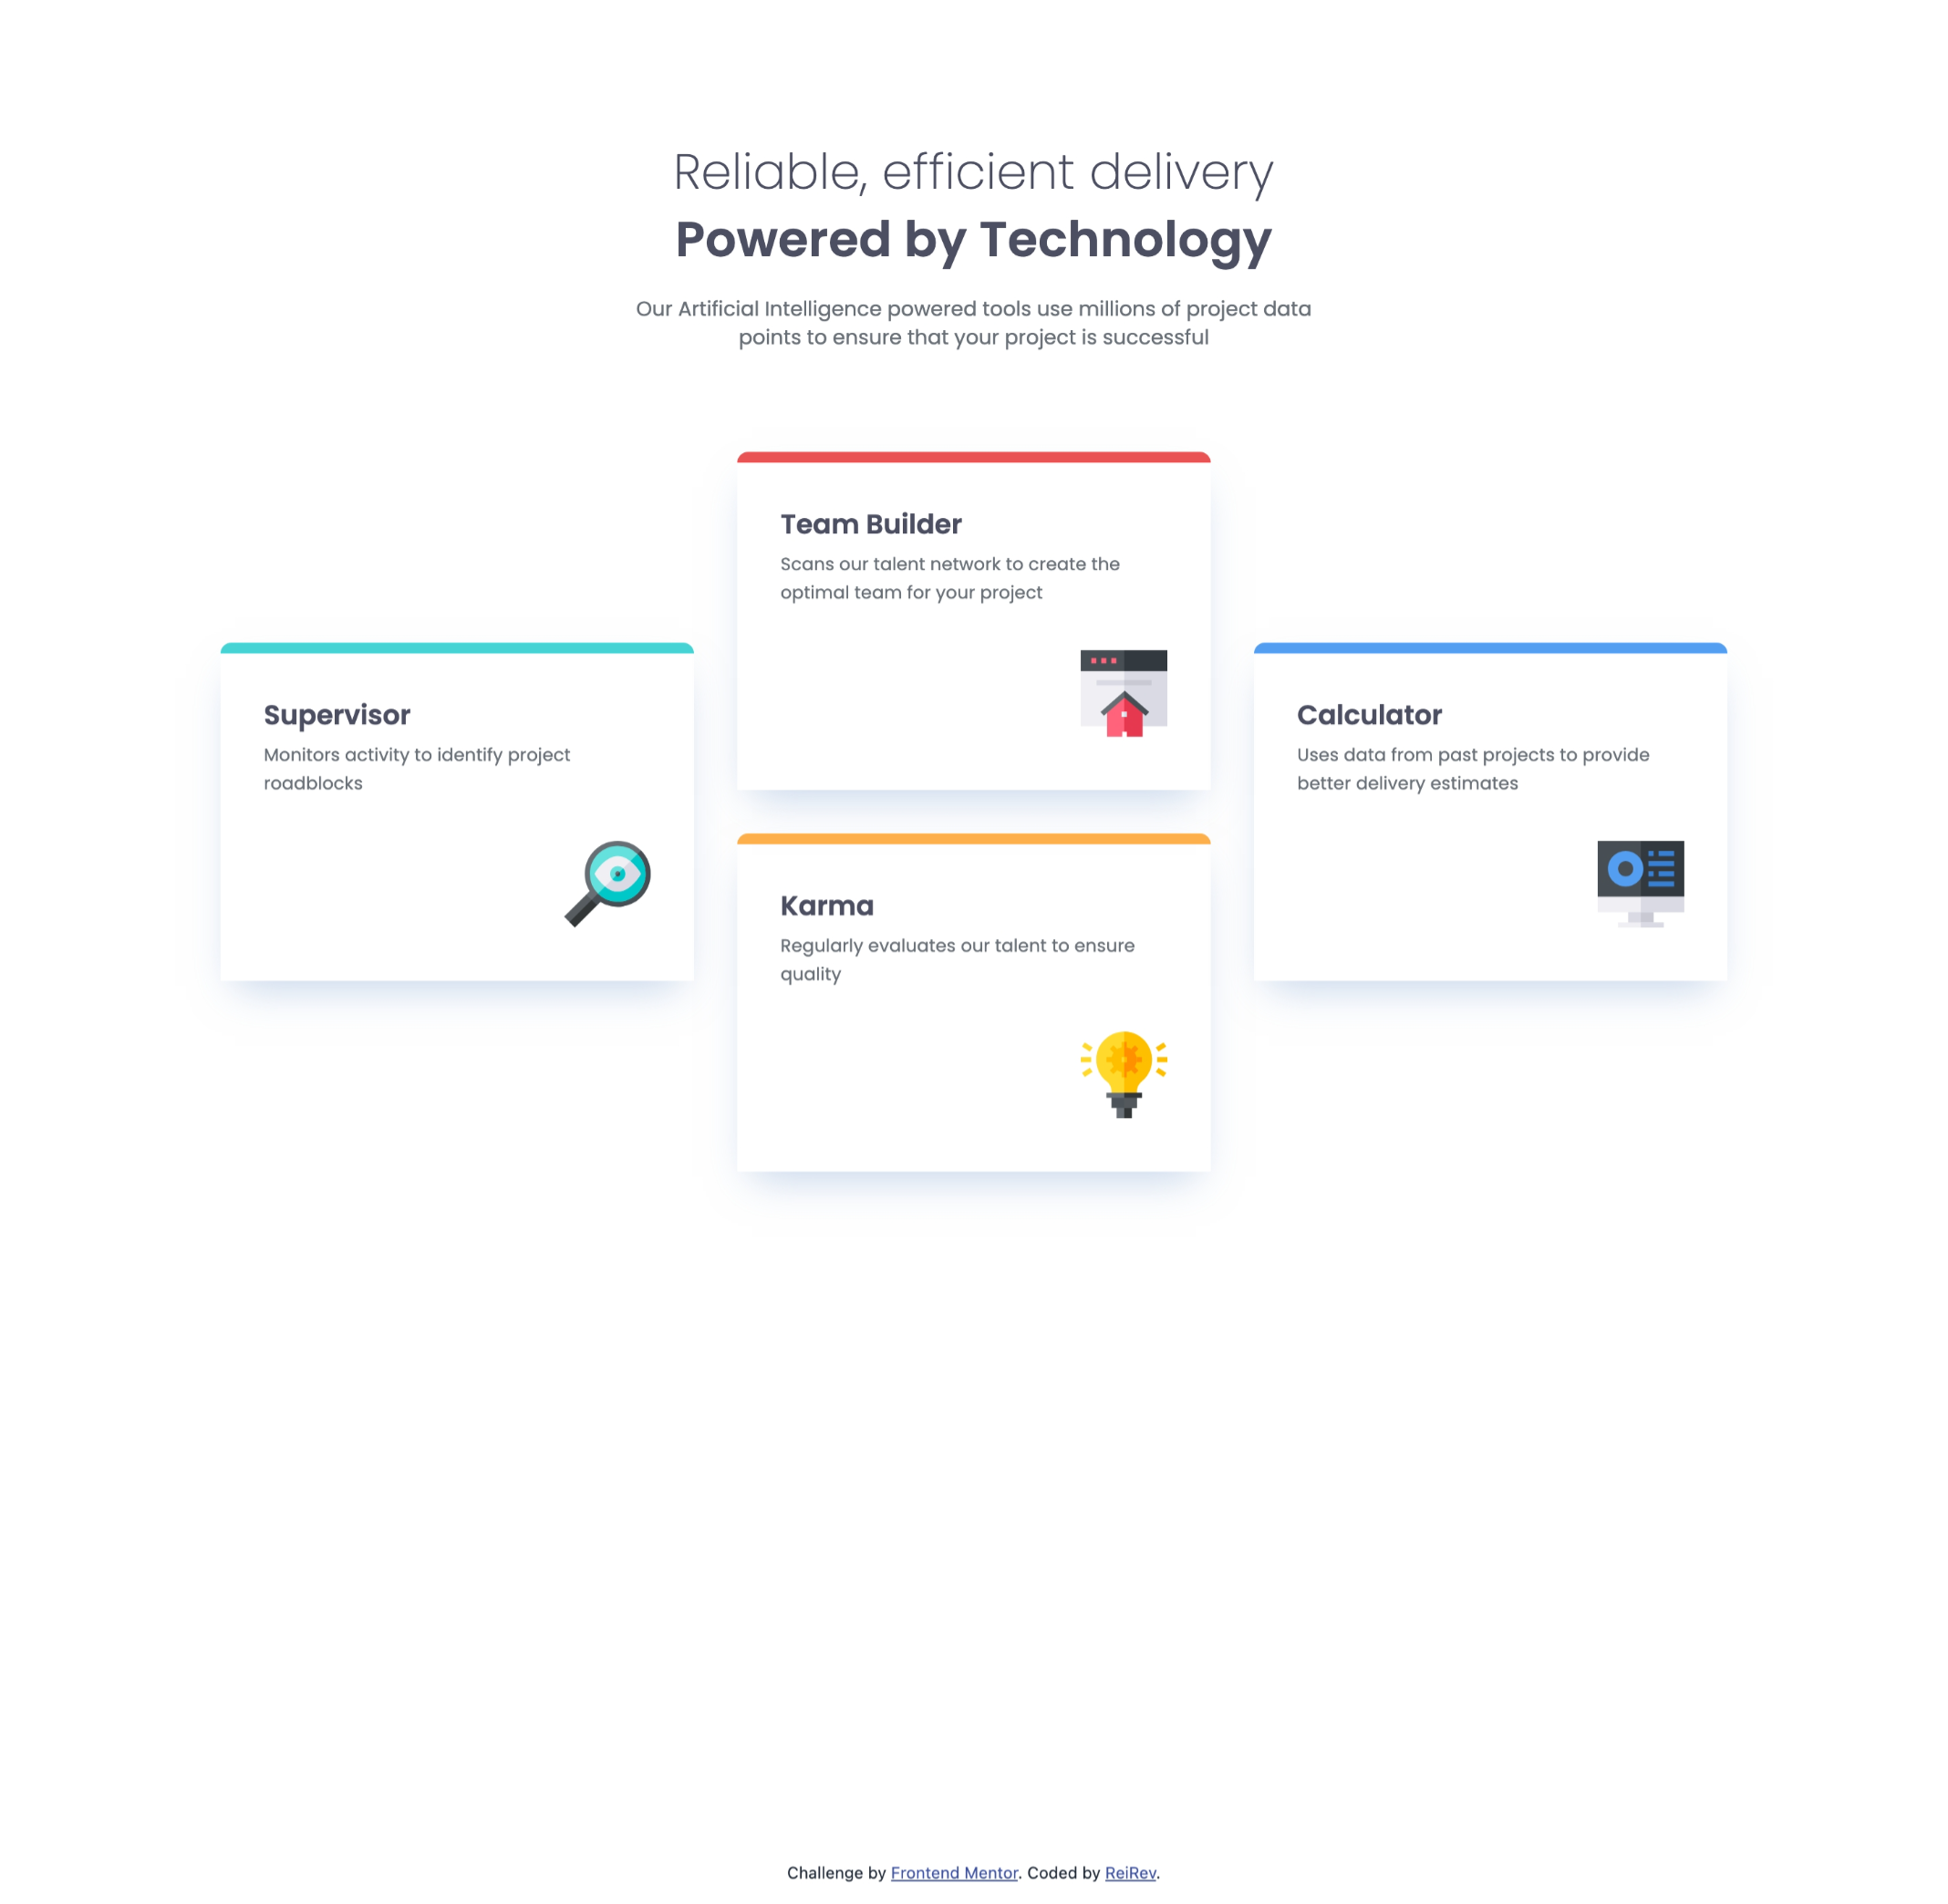 Reliable, efficient delivery
Powered by Technology
Our Artificial Intelligence powered tools use millions of project data
points to ensure that your project is successful
Supervisor
Monitors activity to identify project
roadblocks
Team Builder
Scans our talent network to create the
optimal team for your project
Karma
Regularly evaluates our talent to ensure
quality
Calculator
Uses data from past projects to provide
better delivery estimates
Challenge by Frontend Mentor. Coded by ReiRev.